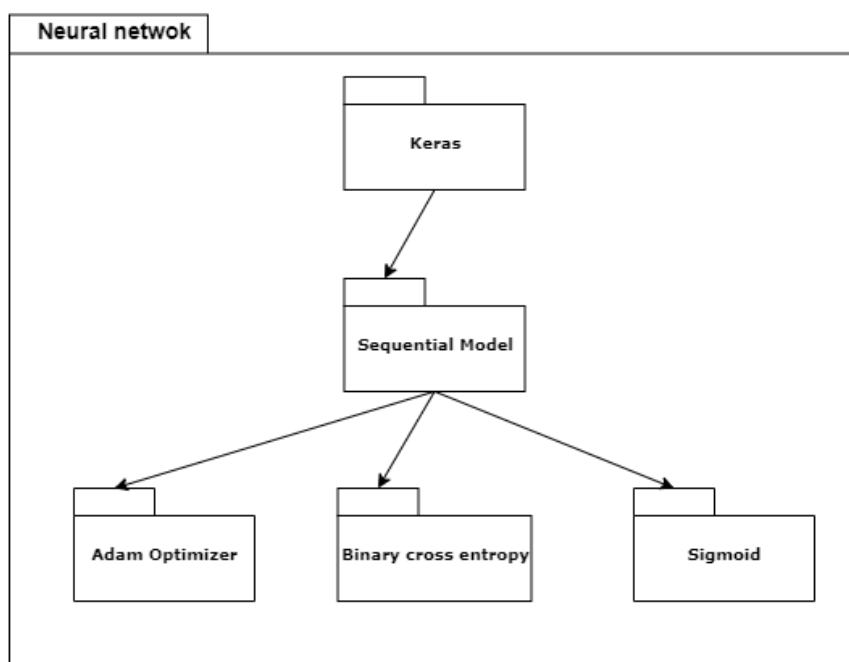 Neural netwok
Keras
Sequential Model
Adam Optimizer
Binary cross entropy
Sigmoid